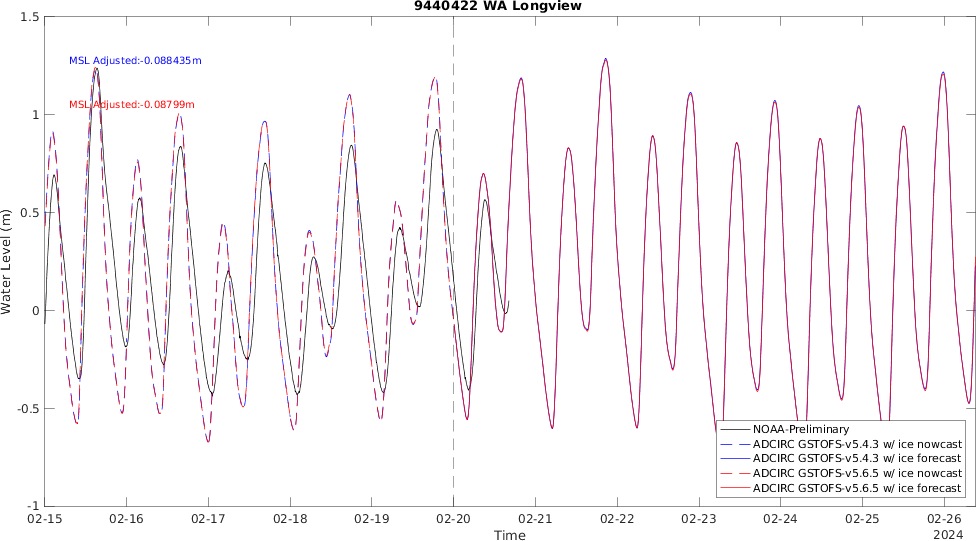 9440422 WA Longview
1.5
MSL Adjusted:-0.088435m
MSL Adjusted:-0.08799m
1
0.5
Water Level (m)
0
-0.5
-1
NOAA-Preliminary
ADCIRC GSTOFS-v5.4.3 w/ ice nowcast
ADCIRC GSTOFS-v5.4.3 w/ ice forecast
ADCIRC GSTOFS-v5.6.5 w/ ice nowcast
ADCIRC GSTOFS-v5.6.5 w/ ice forecast
02-15 02-16 02-17 02-18 02-19 02-20 02-21 02-22 02-23 02-24 02-25 02-26
Time
2024